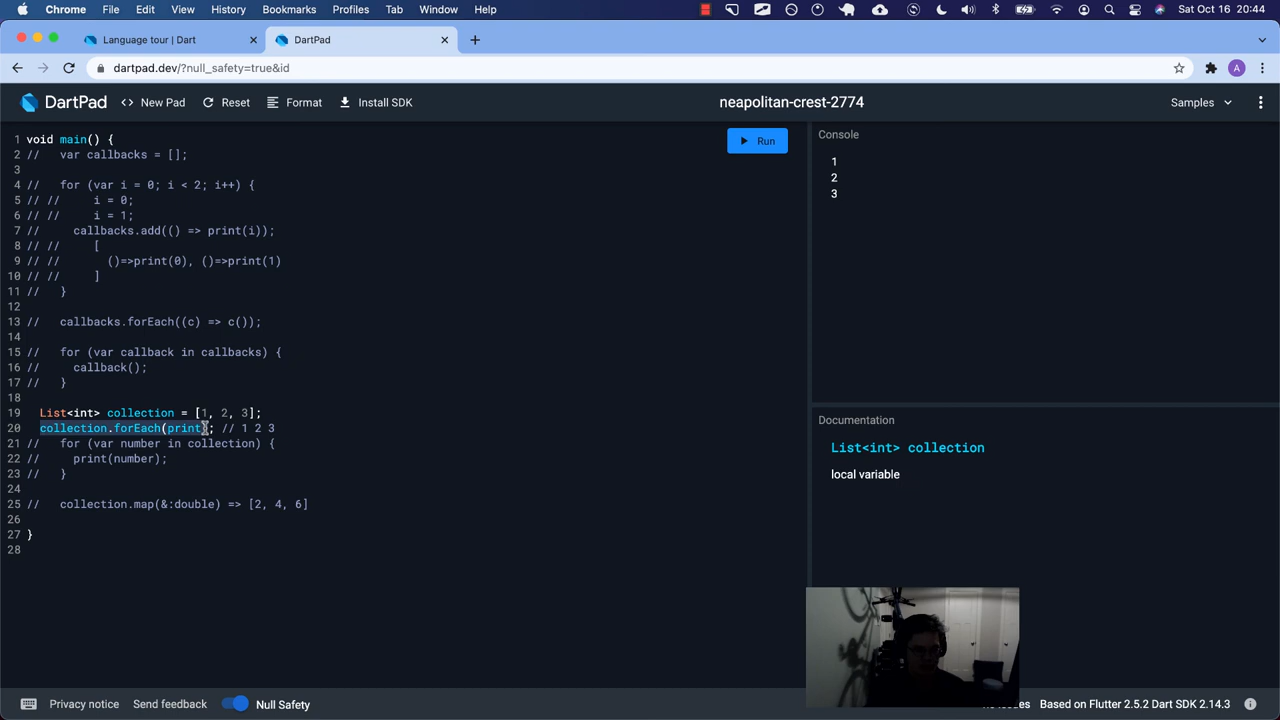 Chrome File Edit View History Bookmarks Profiles Tab Window Help Sat Oct 16 20:44
Language tour | Dart DartPad
dartpad.dev/?null_safety=true&id A
DartPad <> New Pad Reset Format Install SDK neapolitan-crest-2774 Samples
Run
Console
1
2
3
1 void main() {
2 // var callbacks = [];
3
4 // for (var i = 0; i < 2; i++) {
5 // // i = 0;
6 // // i = 1;
7 // callbacks.add(() => print(i));
8 // // [
9 // // ()=>print(0), ()=>print(1)
10 // // ]
11 // }
12
13 // callbacks.forEach((c) => c());
14
15 // for (var callback in callbacks) {
16 // callback();
17 // }
18
19 List<int> collection = [1, 2, 3];
20 collection.forEach(print); // 1 2 3
21 // for (var number in collection) {
22 // print(number);
23 // }
24
25 // collection.map(&:double) => [2, 4, 6]
26
27 }
28
Documentation
List<int> collection
local variable
Privacy notice Send feedback Null Safety issues Based on Flutter 2.5.2 Dart SDK 2.14.3